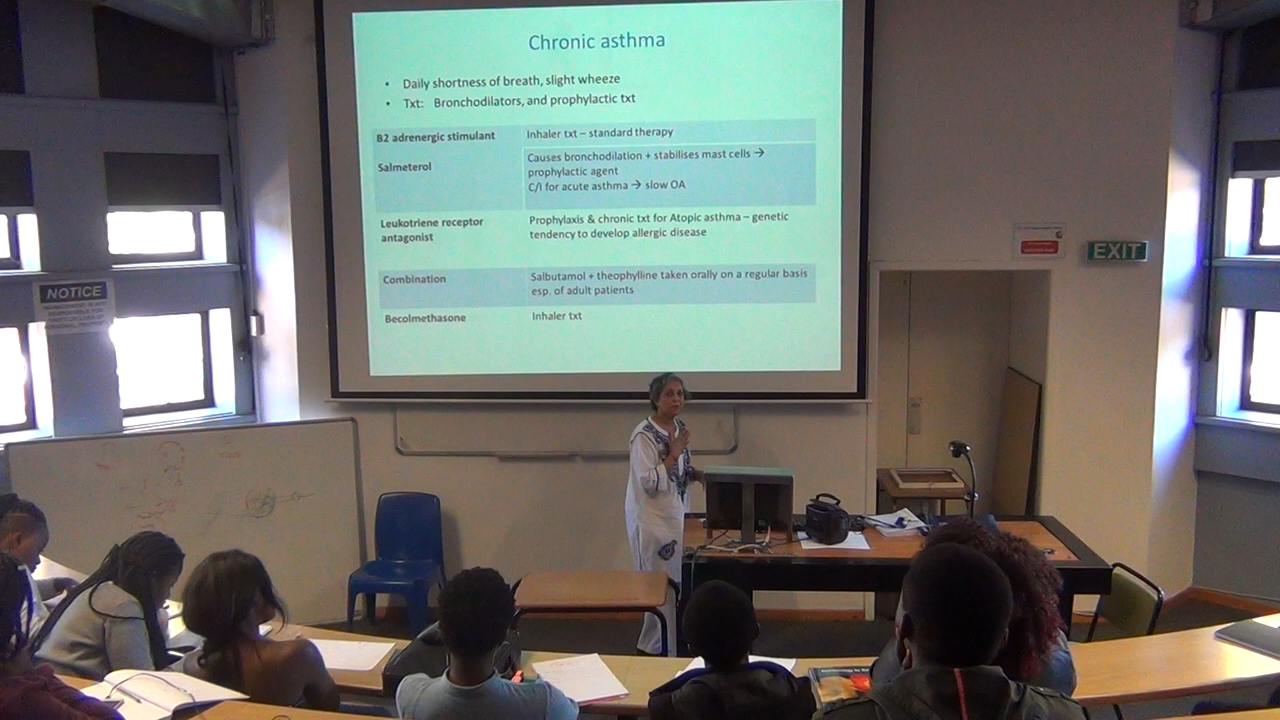 Chronic asthma
• Daily shortness of breath, slight wheeze
• Txt: Bronchodilators, and prophylactic txt
B2 adrenergic stimulant
Inhaler txt – standard therapy
Salmeterol
Causes bronchodilation + stabilises mast cells →
prophylactic agent
C/I for acute asthma → slow OA
Leukotriene receptor
antagonist
Prophylaxis & chronic txt for Atopic asthma – genetic
tendency to develop allergic disease
Combination
Salbutamol + theophylline taken orally on a regular basis
esp. of adult patients
Becolmethasone
Inhaler txt
EXIT
NOTICE